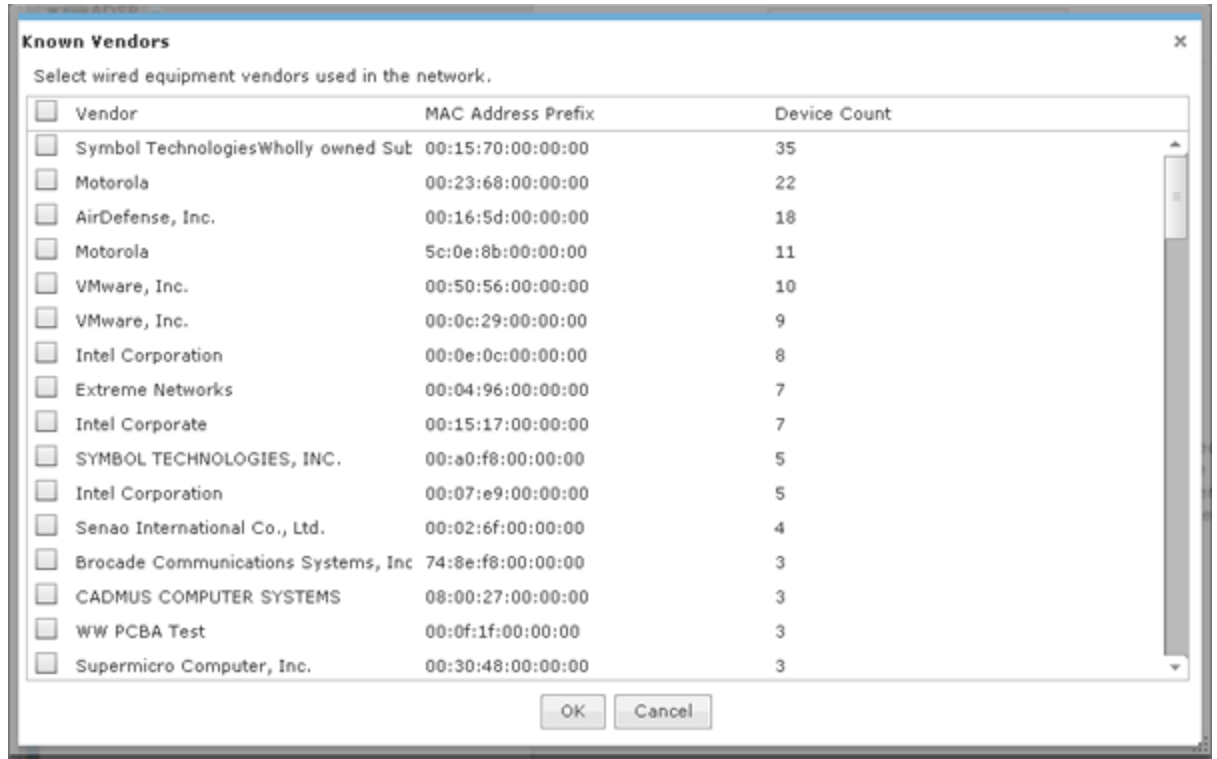 Known Vendors
Select wired equipment vendors used in the network.
Vendor MAC Address Prefix Device Count
Symbol TechnologiesWholly owned Sub 00:15:70:00:00:00 35
Motorola 00:23:68:00:00:00 22
AirDefense, Inc. 00:16:5d:00:00:00 18
Motorola 5c:0e:8b:00:00:00 11
VMware, Inc. 00:50:56:00:00:00 10
VMware, Inc. 00:0c:29:00:00:00 9
Intel Corporation 00:0e:0c:00:00:00 8
Extreme Networks 00:04:96:00:00:00 7
Intel Corporate 00:15:17:00:00:00 7
SYMBOL TECHNOLOGIES, INC. 00:a0:f8:00:00:00 5
Intel Corporation 00:07:e9:00:00:00 5
Senao International Co., Ltd. 00:02:6f:00:00:00 4
Brocade Communications Systems, Inc 74:8e:f8:00:00:00 3
CADMUS COMPUTER SYSTEMS 08:00:27:00:00:00 3
WW PCBA Test 00:0f:1f:00:00:00 3
Supermicro Computer, Inc. 00:30:48:00:00:00 3
OK Cancel